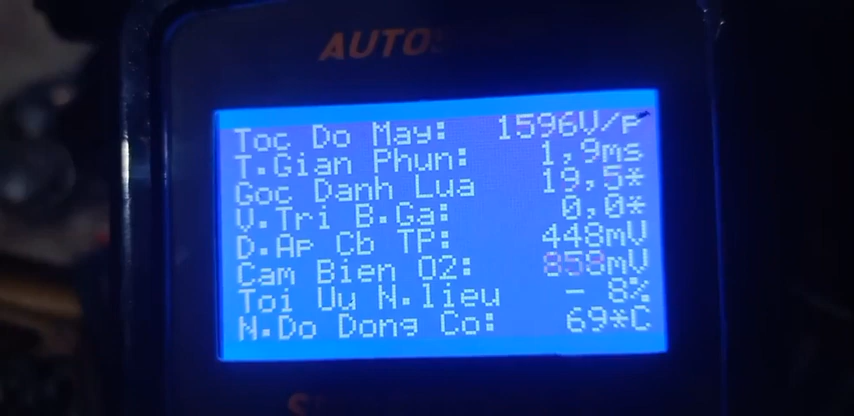 AUTO
Toc Do May: 1596V/P
T.Gian Phun: 1,9ms
Goc Danh Lua 19,5*
V.Tri B.Ga: 0,0*
D.Ap Cb TP: 448mV
Cam Bien O2: 858mV
Toi Uu N.lieu - 8%
N.Do Dong Co: 69*C